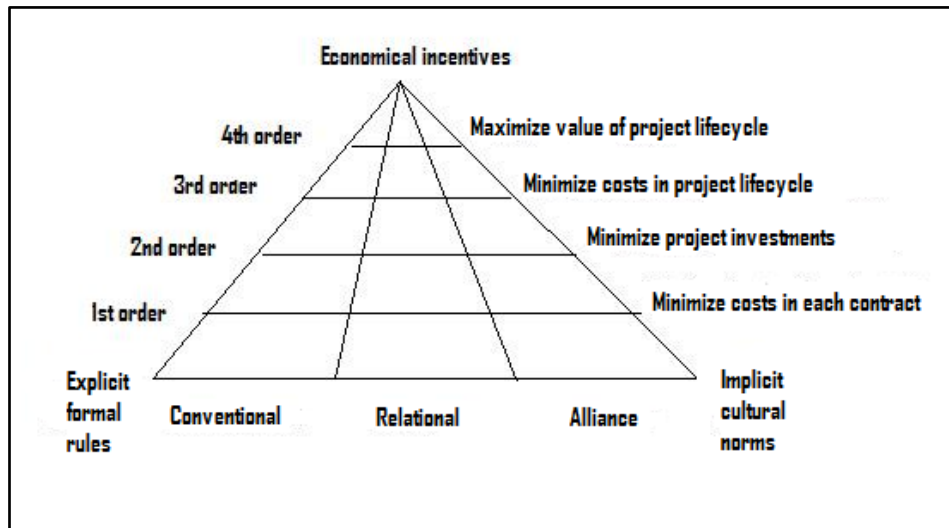 Economical incentives
4th order
Maximize value of project lifecycle
3rd order
Minimize costs in project lifecycle
2nd order
Minimize project investments
1st order
Minimize costs in each contract
Explicit
formal
rules
Conventional
Relational
Alliance
Implicit
cultural
norms